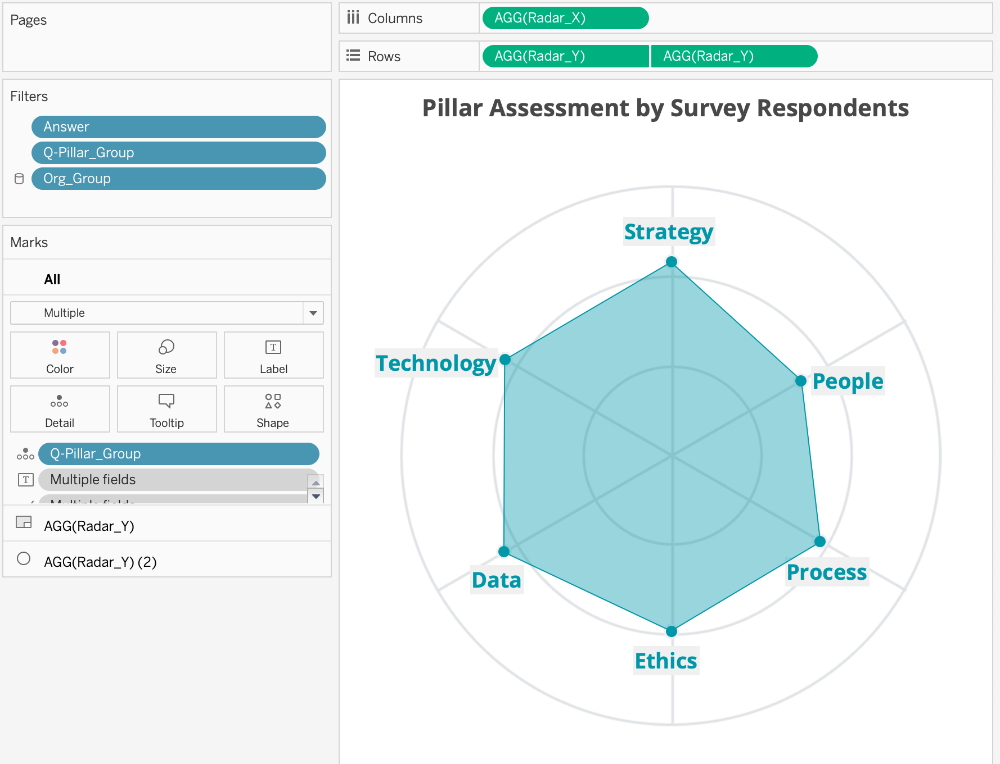 Pages
Columns
AGG(Radar_X)
Rows
AGG(Radar_Y)
AGG(Radar_Y)
Filters
Answer
Q-Pillar_Group
Org_Group
Marks
All
Multiple
Color
Size
T
Label
Detail
Tooltip
Shape
Q-Pillar_Group
T
Multiple fields
Multiple fields
AGG(Radar_Y)
AGG(Radar_Y) (2)
Pillar Assessment by Survey Respondents
Strategy
Technology
People
Data
Process
Ethics